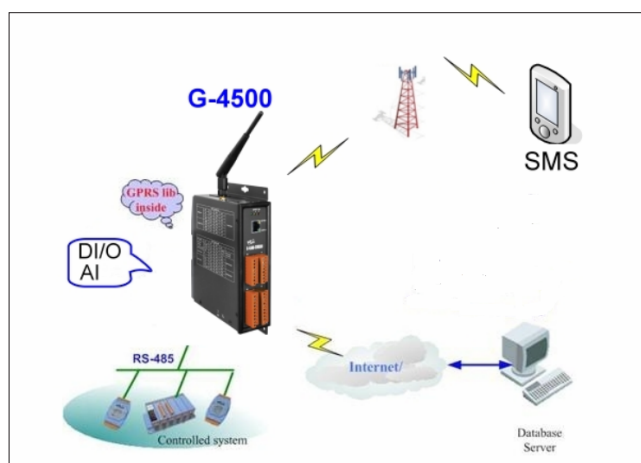 G-4500
SMS
GPRS lib
inside
DI/O
AI
RS-485
Internet/
Controlled system
Database
Server